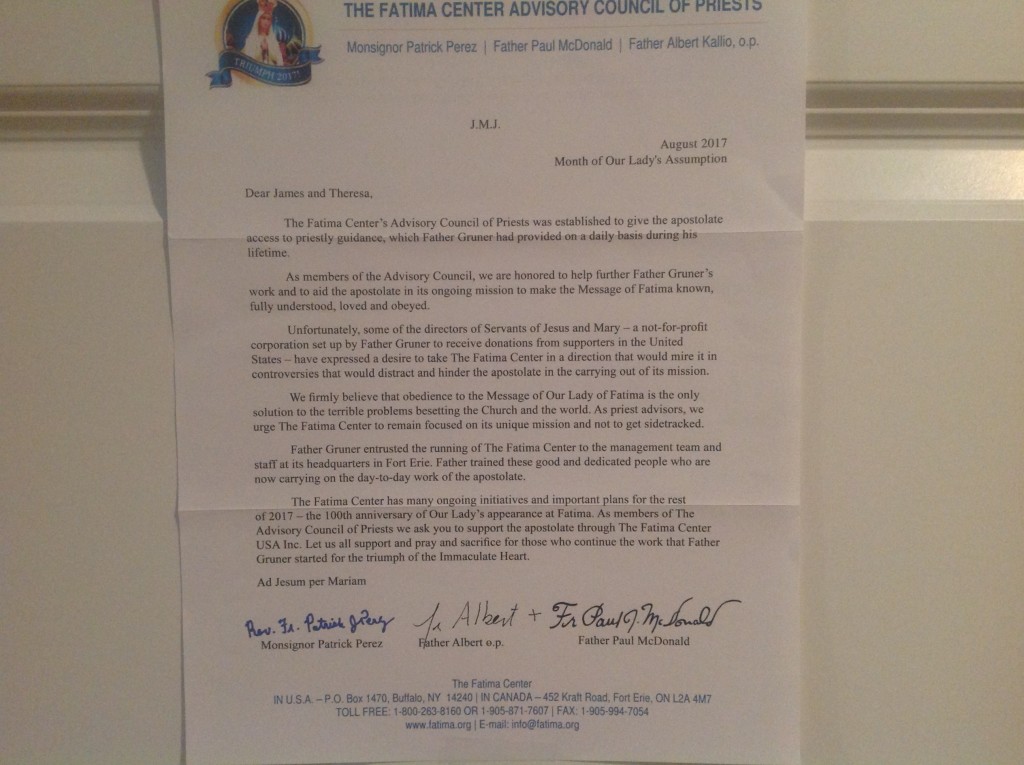 THE FATIMA CENTER ADVISORY COUNCIL OF PRIESTS
Monsignor Patrick Perez | Father Paul McDonald | Father Albert Kallio, o.p.
TRIUMPH 2017!
J.M.J.
August 2017
Month of Our Lady's Assumption
Dear James and Theresa,
The Fatima Center's Advisory Council of Priests was established to give the apostolate
access to priestly guidance, which Father Gruner had provided on a daily basis during his
lifetime.
As members of the Advisory Council, we are honored to help further Father Gruner's
work and to aid the apostolate in its ongoing mission to make the Message of Fatima known,
fully understood, loved and obeyed.
Unfortunately, some of the directors of Servants of Jesus and Mary – a not-for-profit
corporation set up by Father Gruner to receive donations from supporters in the United
States – have expressed a desire to take The Fatima Center in a direction that would mire it in
controversies that would distract and hinder the apostolate in the carrying out of its mission.
We firmly believe that obedience to the Message of Our Lady of Fatima is the only
solution to the terrible problems besetting the Church and the world. As priest advisors, we
urge The Fatima Center to remain focused on its unique mission and not to get sidetracked.
Father Gruner entrusted the running of The Fatima Center to the management team and
staff at its headquarters in Fort Erie. Father trained these good and dedicated people who are
now carrying on the day-to-day work of the apostolate.
The Fatima Center has many ongoing initiatives and important plans for the rest
of 2017 – the 100th anniversary of Our Lady's appearance at Fatima. As members of The
Advisory Council of Priests we ask you to support the apostolate through The Fatima Center
USA Inc. Let us all support and pray and sacrifice for those who continue the work that Father
Gruner started for the triumph of the Immaculate Heart.
Ad Jesum per Mariam
Rev. Fr. Patrick J Perez Fr Albert + Fr Paul J. McDonald
Monsignor Patrick Perez Father Albert o.p. Father Paul McDonald
The Fatima Center
IN U.S.A. – P.O. Box 1470, Buffalo, NY 14240 | IN CANADA – 452 Kraft Road, Fort Erie, ON L2A 4M7
TOLL FREE: 1-800-263-8160 OR 1-905-871-7607 | FAX: 1-905-994-7054
www.fatima.org | E-mail: info@fatima.org